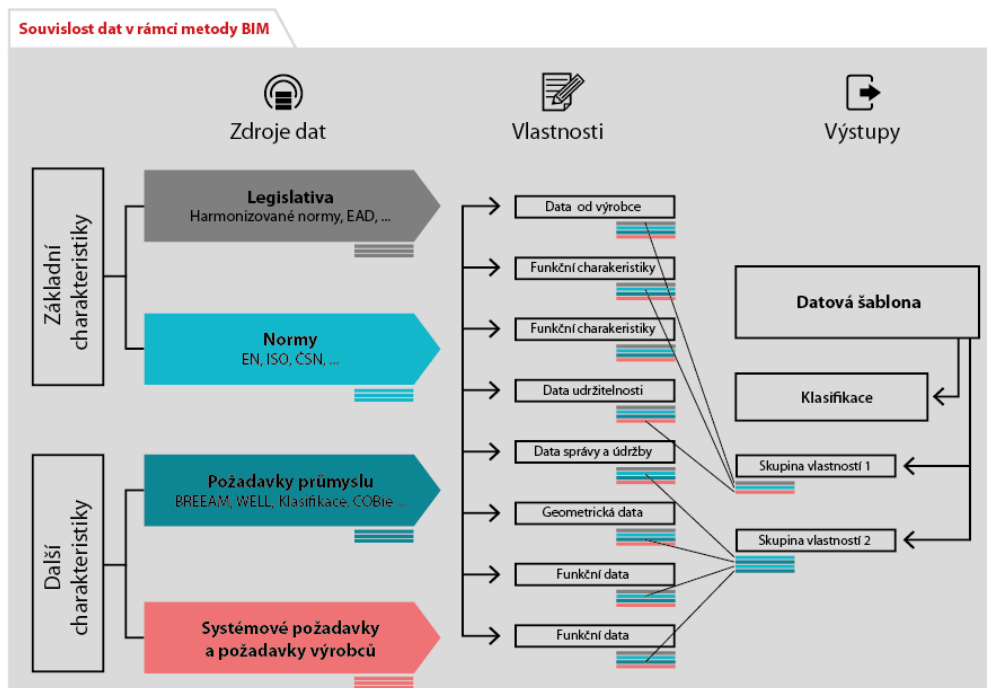 Souvislost dat v rámci metody BIM
Zdroje dat
Vlastnosti
Výstupy
Základní
charakteristiky
Legislativa
Harmonizované normy, EAD, ...
Normy
EN, ISO, ČSN, ...
Další
charakteristiky
Požadavky průmyslu
BREEAM, WELL, Klasifikace, COBie ...
Systémové požadavky
a požadavky výrobců
Data od výrobce
Funkční charakeristiky
Funkční charakeristiky
Data udržitelnosti
Data správy a údržby
Geometrická data
Funkční data
Funkční data
Datová šablona
Klasifikace
Skupina vlastností 1
Skupina vlastností 2